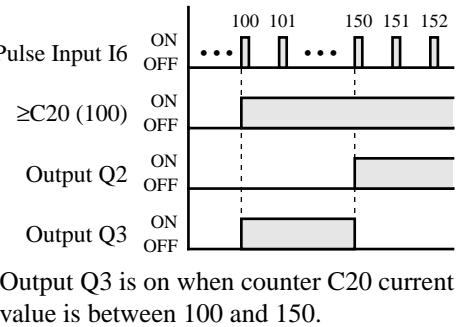 100 101 150 151 152
Pulse Input I6 ON
OFF
≥C20 (100) ON
OFF
Output Q2 ON
OFF
Output Q3 ON
OFF
Output Q3 is on when counter C20 current
value is between 100 and 150.